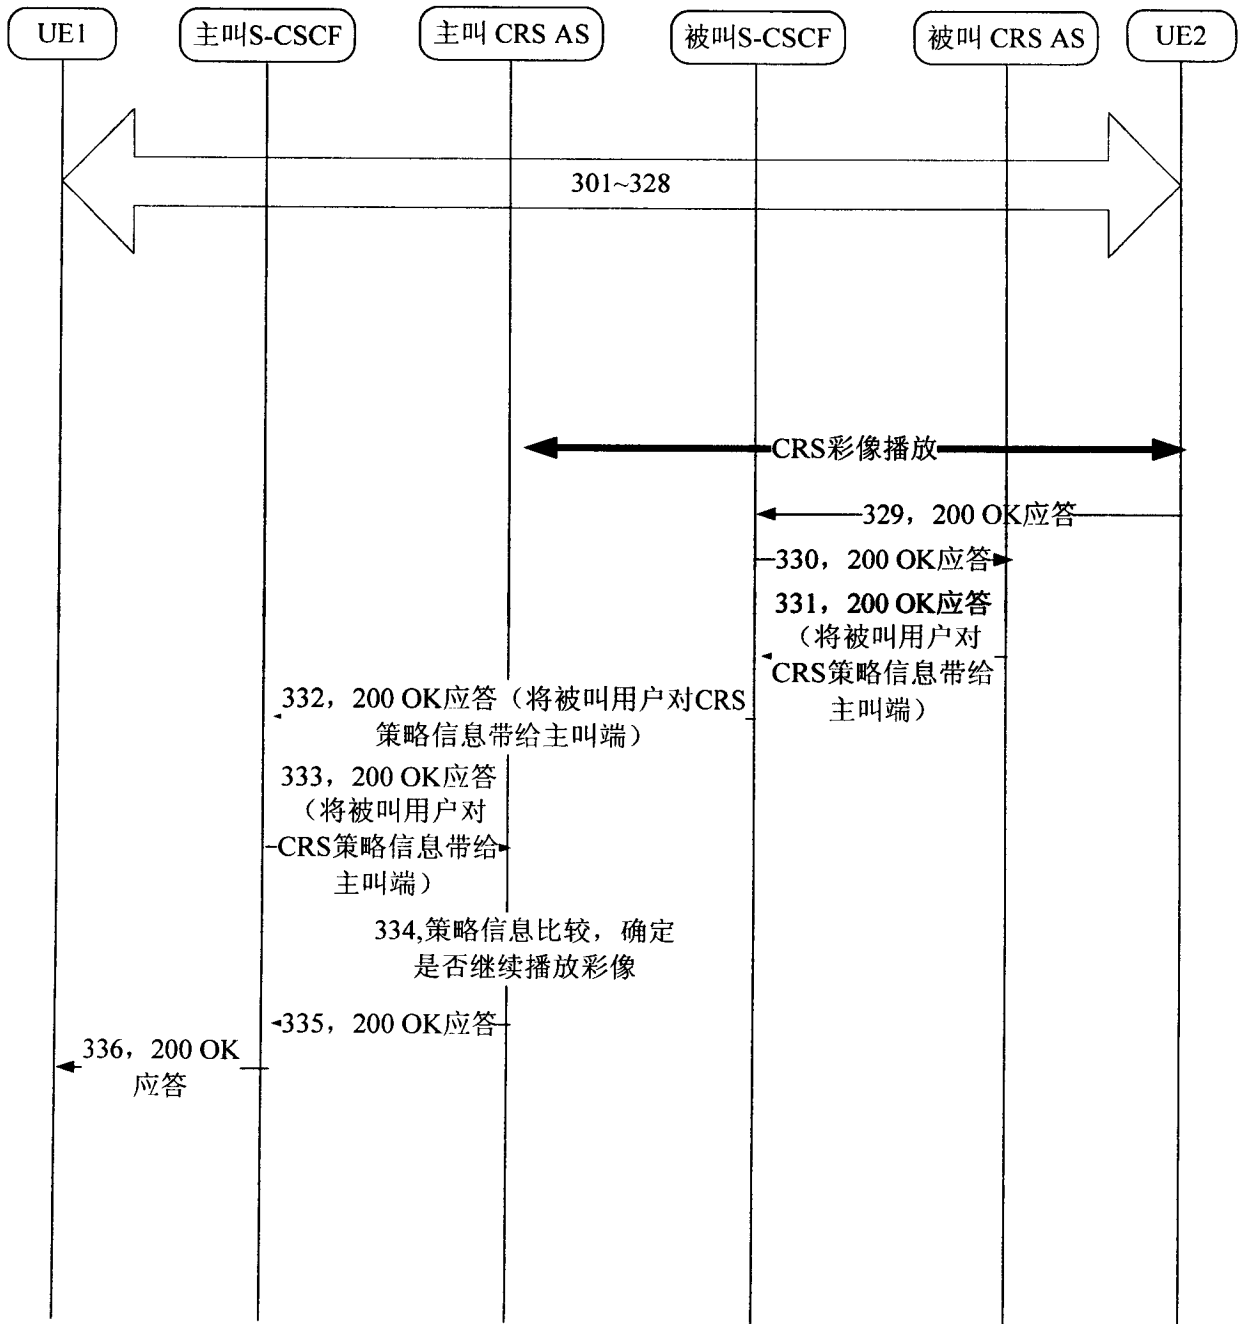 UE1
主叫S-CSCF
主叫 CRS AS
被叫S-CSCF
被叫 CRS AS
UE2
301~328
CRS彩像播放
329，200 OK应答
330，200 OK应答
331，200 OK应答
（将被叫用户对
CRS策略信息带给
主叫端）
332，200 OK应答（将被叫用户对CRS
策略信息带给主叫端）
333，200 OK应答
（将被叫用户对
CRS策略信息带给
主叫端）
334,策略信息比较，确定
是否继续播放彩像
335，200 OK应答
336，200 OK
应答